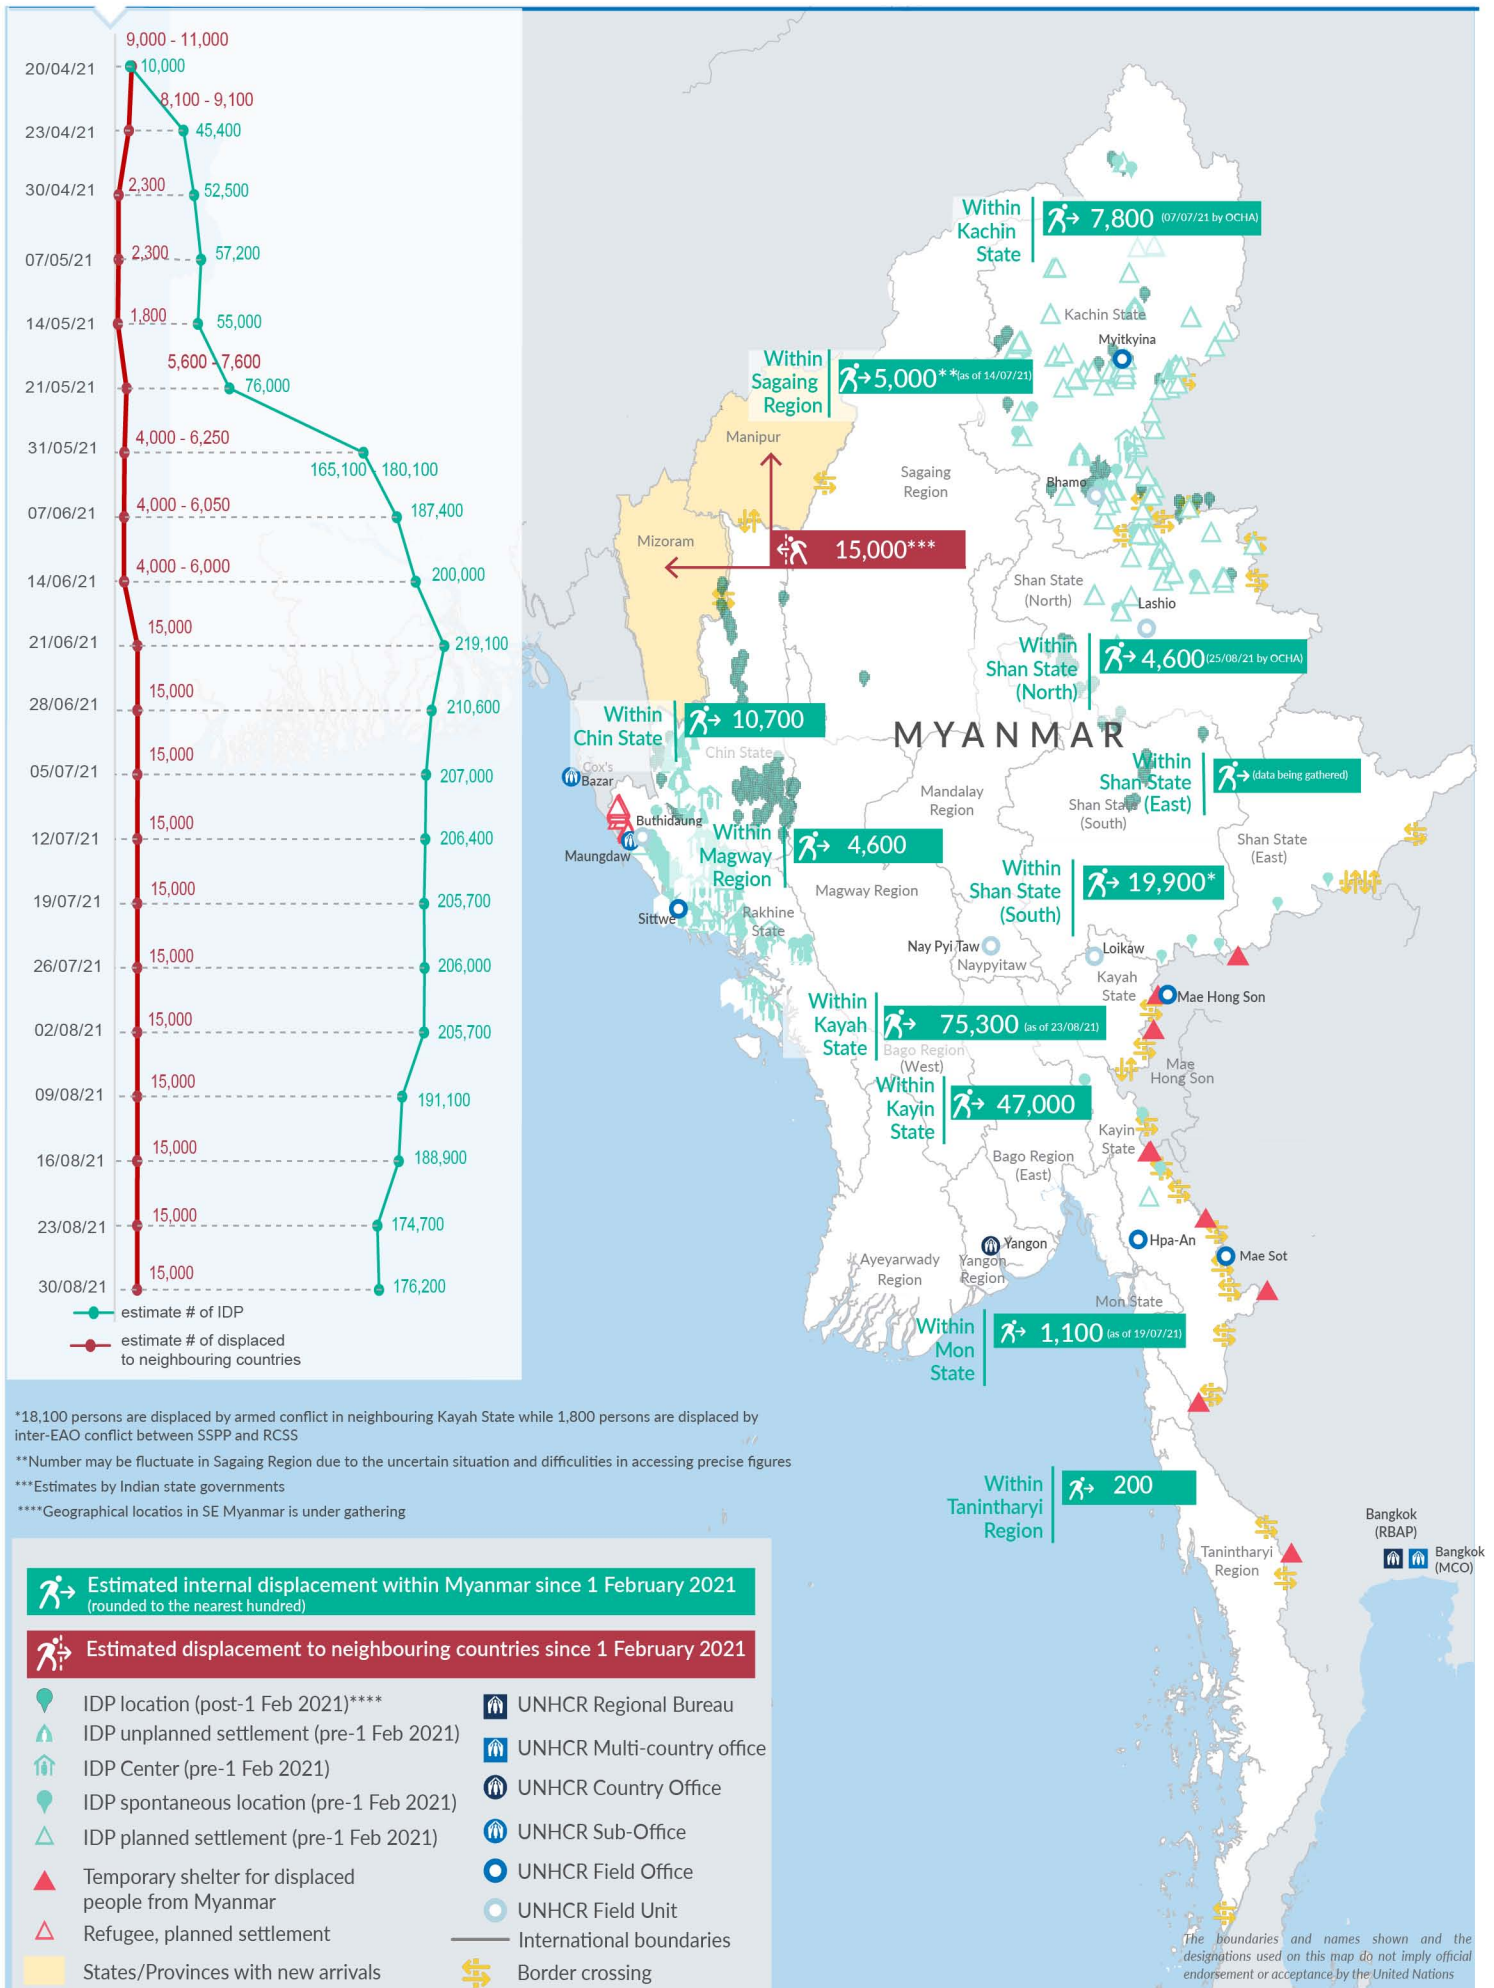 9,000 - 11,000
20/04/21
10,000
8,100 - 9,100
23/04/21
45,400
30/04/21
2,300
52,500
07/05/21
2,300
57,200
14/05/21
1,800
55,000
5,600 - 7,600
21/05/21
76,000
31/05/21
4,000 - 6,250
165,100 - 180,100
07/06/21
4,000 - 6,050
187,400
14/06/21
4,000 - 6,000
200,000
21/06/21
15,000
219,100
28/06/21
15,000
210,600
05/07/21
15,000
207,000
12/07/21
15,000
206,400
19/07/21
15,000
205,700
26/07/21
15,000
206,000
02/08/21
15,000
205,700
09/08/21
15,000
191,100
16/08/21
15,000
188,900
23/08/21
15,000
174,700
30/08/21
15,000
176,200
estimate # of IDP
estimate # of displaced
to neighbouring countries
Within
Kachin
State
7,800 (07/07/21 by OCHA)
Kachin State
Myitkyina
Within
Sagaing
Region
5,000**(as of 14/07/21)
Manipur
Sagaing
Region
Bhamo
Mizoram
15,000***
Shan State
(North)
Lashio
Within
Shan State
(North)
4,600(25/08/21 by OCHA)
Within
Chin State
10,700
Chin State
MYANMAR
Cox's
Bazar
Within
Shan State
(East)
(data being gathered)
Mandalay
Region
Shan State
(South)
Buthidaung
Maungdaw
Within
Magway
Region
4,600
Shan State
(East)
Magway Region
Within
Shan State
(South)
19,900*
Sittwe
Rakhine
State
Nay Pyi Taw
Naypyitaw
Loikaw
Kayah
State
Mae Hong Son
Within
Kayah
State
75,300 (as of 23/08/21)
Bago Region
(West)
Mae
Hong Son
Within
Kayin
State
47,000
Kayin
State
Bago Region
(East)
Hpa-An
Yangon
Mae Sot
Ayeyarwady
Region
Yangon
Region
Mon State
Within
Mon
State
1,100 (as of 19/07/21)
Within
Tanintharyi
Region
200
Tanintharyi
Region
Bangkok
(RBAP)
Bangkok
(MCO)
*18,100 persons are displaced by armed conflict in neighbouring Kayah State while 1,800 persons are displaced by
inter-EAO conflict between SSPP and RCSS
**Number may be fluctuate in Sagaing Region due to the uncertain situation and difficulities in accessing precise figures
***Estimates by Indian state governments
****Geographical locatios in SE Myanmar is under gathering
Estimated internal displacement within Myanmar since 1 February 2021
(rounded to the nearest hundred)
Estimated displacement to neighbouring countries since 1 February 2021
IDP location (post-1 Feb 2021)****
IDP unplanned settlement (pre-1 Feb 2021)
IDP Center (pre-1 Feb 2021)
IDP spontaneous location (pre-1 Feb 2021)
IDP planned settlement (pre-1 Feb 2021)
Temporary shelter for displaced
people from Myanmar
Refugee, planned settlement
States/Provinces with new arrivals
UNHCR Regional Bureau
UNHCR Multi-country office
UNHCR Country Office
UNHCR Sub-Office
UNHCR Field Office
UNHCR Field Unit
International boundaries
Border crossing
The boundaries and names shown and the
designations used on this map do not imply official
endorsement or acceptance by the United Nations